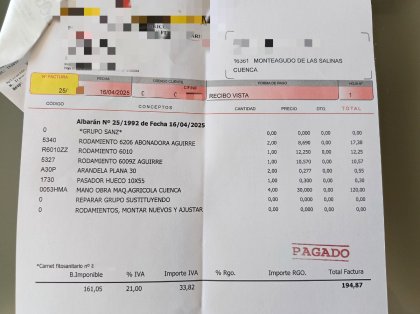 16361 MONTEAGUDO DE LAS SALINAS
CUENCA
Nº FACTURA FECHA CÓDIGO CLIENTE C.I.F/NIF FORMA DE PAGO HOJA Nº
25/ 16/04/2025 RECIBO VISTA 1
CÓDIGO CONCEPTOS CANTIDAD PRECIO DTO. TOTAL
Albarán Nº 25/1992 de Fecha 16/04/2025
0 *GRUPO SANZ* 0,00 0,00 0,00 0,00
5340 RODAMIENTO 6206 ABONADORA AGUIRRE 2,00 8,690 0,00 17,38
R6010ZZ RODAMIENTO 6010 1,00 12,250 0,00 12,25
5327 RODAMIENTO 6009Z AGUIRRE 1,00 10,570 0,00 10,57
A30P ARANDELA PLANA 30 2,00 0,277 0,00 0,55
1730 PASADOR HUECO 10X55 1,00 0,300 0,00 0,30
0053HMA MANO OBRA MAQ.AGRICOLA CUENCA 4,00 30,000 0,00 120,00
0 REPARAR GRUPO SUSTITUYENDO 0,00 0,000 0,00 0,00
0 RODAMIENTOS, MONTAR NUEVOS Y AJUSTAR 0,00 0,000 0,00 0,00
PAGADO
*Carnet fitosanitario nº 2
B.Imponible % IVA Importe IVA % Rgo. Importe RGO. Total Factura
161,05 21,00 33,82 194,87